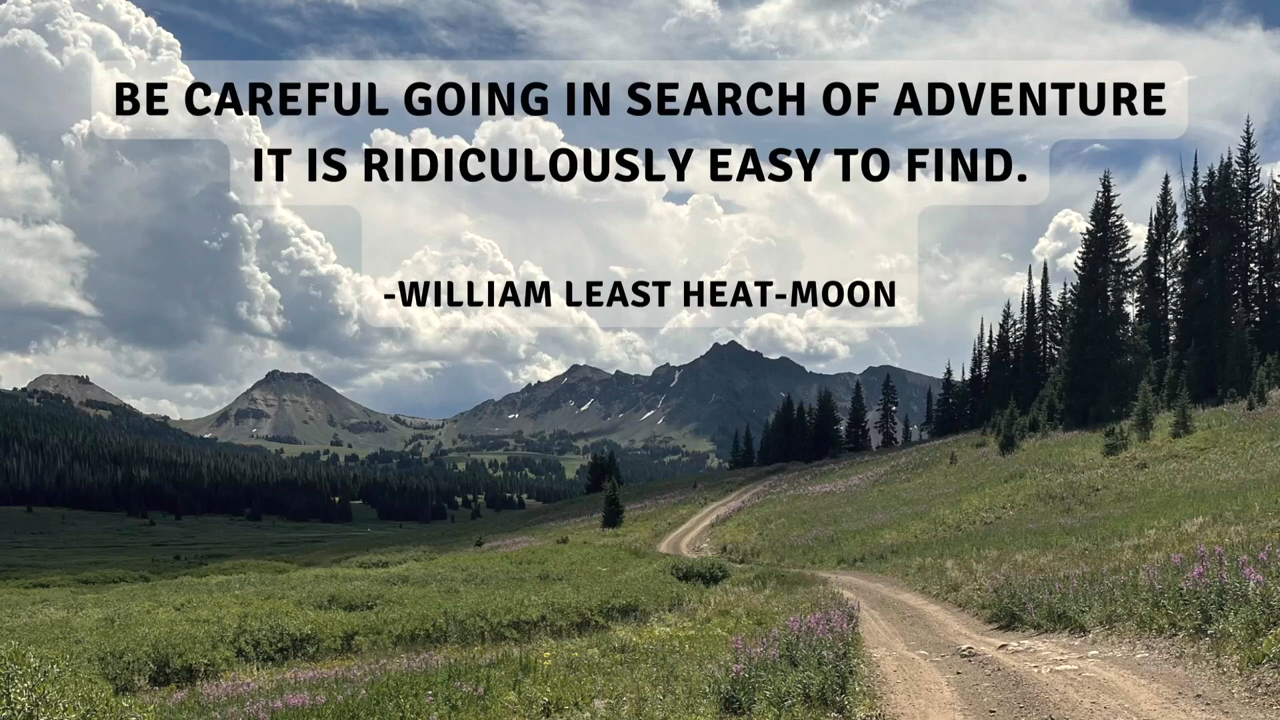 BE CAREFUL GOING IN SEARCH OF ADVENTURE
IT IS RIDICULOUSLY EASY TO FIND.
-WILLIAM LEAST HEAT-MOON